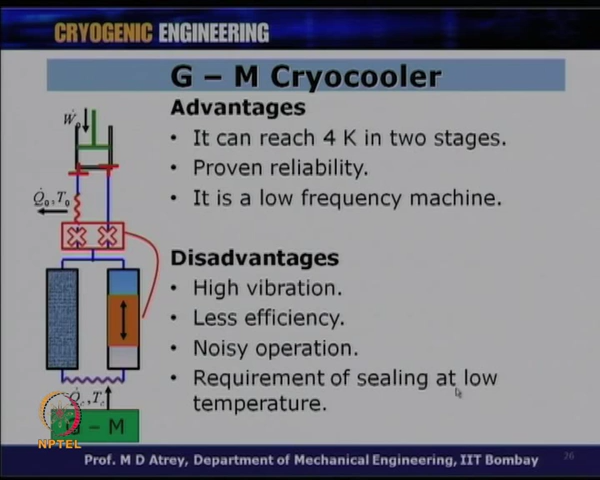 CRYOGENIC ENGINEERING
G – M Cryocooler
Advantages
• It can reach 4 K in two stages.
• Proven reliability.
• It is a low frequency machine.
Disadvantages
• High vibration.
• Less efficiency.
• Noisy operation.
• Requirement of sealing at low
temperature.
Q̇₀,T₀
G – M
NPTEL
Prof. M D Atrey, Department of Mechanical Engineering, IIT Bombay
26